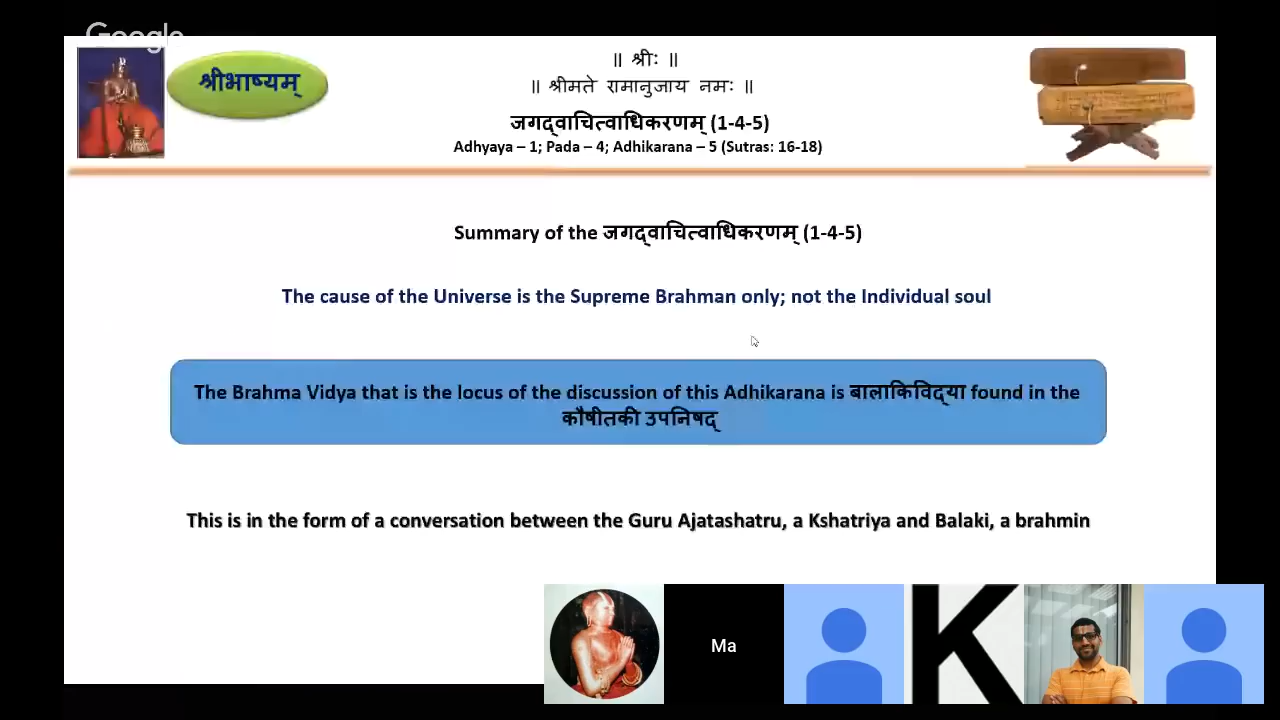 Google
श्रीभाष्यम्
॥ श्रीः ॥
॥ श्रीमते रामानुजाय नमः ॥
जगद्वाचित्वाधिकरणम् (1-4-5)
Adhyaya – 1; Pada – 4; Adhikarana – 5 (Sutras: 16-18)
Summary of the जगद्वाचित्वाधिकरणम् (1-4-5)
The cause of the Universe is the Supreme Brahman only; not the Individual soul
The Brahma Vidya that is the locus of the discussion of this Adhikarana is बालाकिविद्या found in the
कौषीतकी उपनिषद्
This is in the form of a conversation between the Guru Ajatashatru, a Kshatriya and Balaki, a brahmin
Ma
K